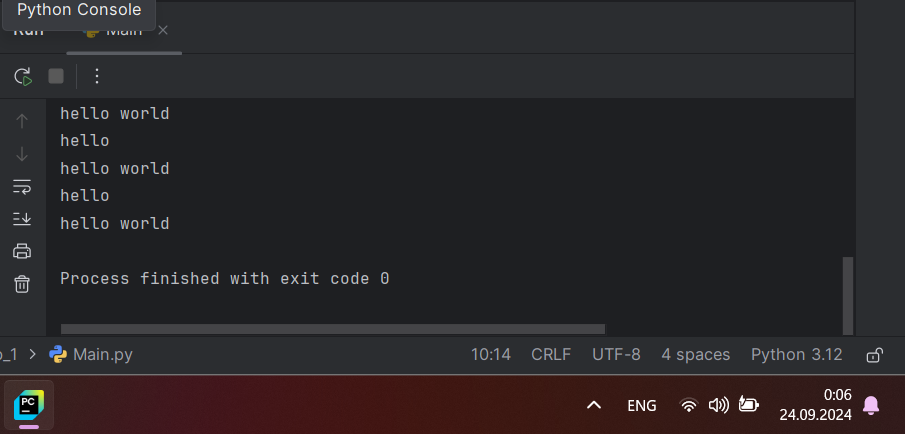 Python Console
Run Main
hello world
hello
hello world
hello
hello world
Process finished with exit code 0
o_1 > Main.py 10:14 CRLF UTF-8 4 spaces Python 3.12
PC ENG 0:06
24.09.2024